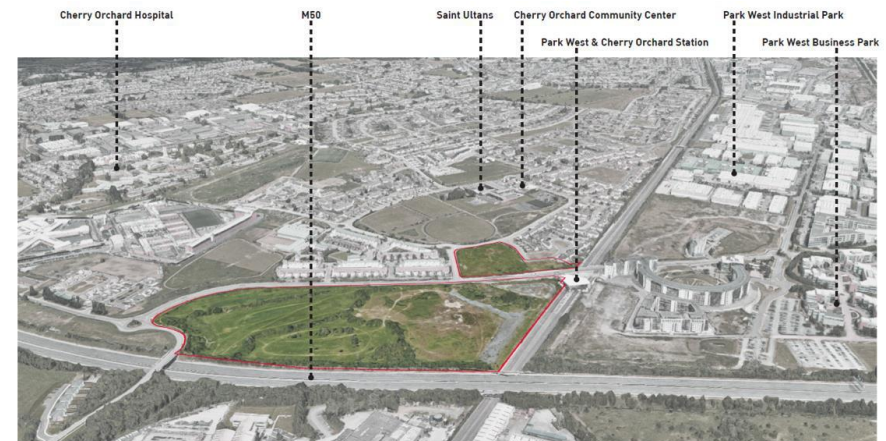 Cherry Orchard Hospital
M50
Saint Ultans
Cherry Orchard Community Center
Park West Industrial Park
Park West & Cherry Orchard Station
Park West Business Park